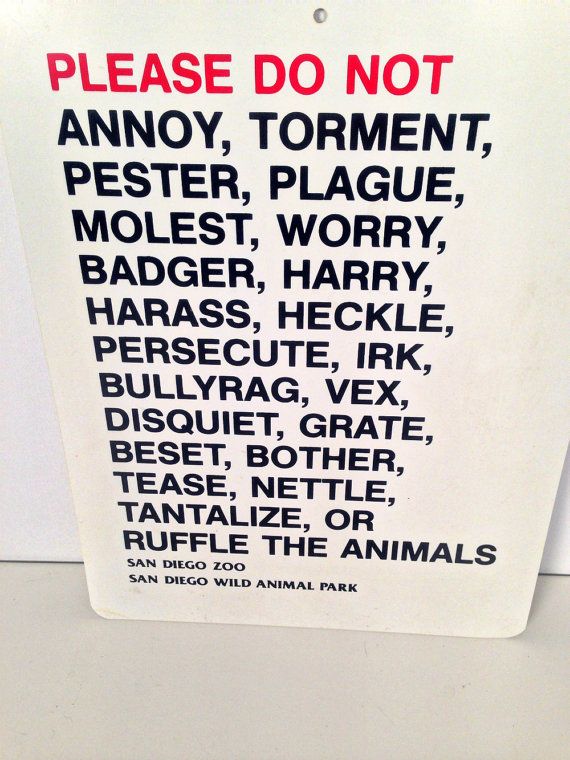 PLEASE DO NOT
ANNOY, TORMENT,
PESTER, PLAGUE,
MOLEST, WORRY,
BADGER, HARRY,
HARASS, HECKLE,
PERSECUTE, IRK,
BULLYRAG, VEX,
DISQUIET, GRATE,
BESET, BOTHER,
TEASE, NETTLE,
TANTALIZE, OR
RUFFLE THE ANIMALS
SAN DIEGO ZOO
SAN DIEGO WILD ANIMAL PARK